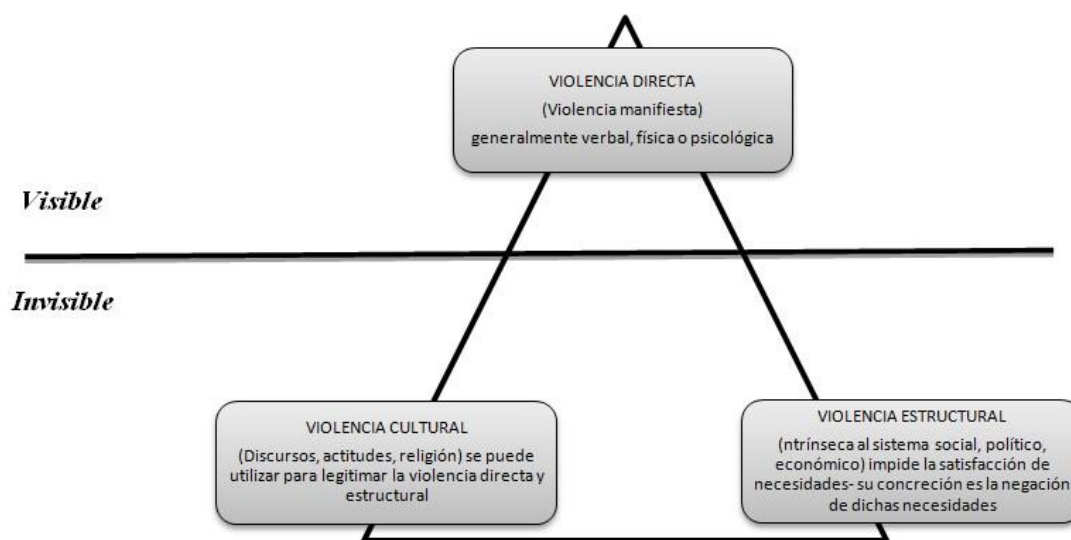 VIOLENCIA DIRECTA
(Violencia manifiesta)
generalmente verbal, física o psicológica
Visible
Invisible
VIOLENCIA CULTURAL
(Discursos, actitudes, religión) se puede
utilizar para legitimar la violencia directa y
estructural
VIOLENCIA ESTRUCTURAL
(ntrínseca al sistema social, político,
económico) impide la satisfacción de
necesidades- su concreción es la negación
de dichas necesidades